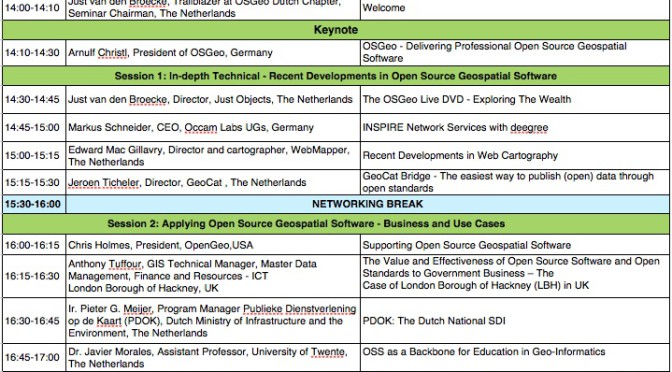 14:00-14:10 Just van den Broecke, Trailblazer at OSGeo Dutch Chapter,
Seminar Chairman, The Netherlands Welcome
Keynote
14:10-14:30 Arnulf Christl, President of OSGeo, Germany OSGeo - Delivering Professional Open Source Geospatial
Software
Session 1: In-depth Technical - Recent Developments in Open Source Geospatial Software
14:30-14:45 Just van den Broecke, Director, Just Objects, The Netherlands The OSGeo Live DVD - Exploring The Wealth
14:45-15:00 Markus Schneider, CEO, Occam Labs UGs, Germany INSPIRE Network Services with deegree
15:00-15:15 Edward Mac Gillavry, Director and cartographer, WebMapper,
The Netherlands Recent Developments in Web Cartography
15:15-15:30 Jeroen Ticheler, Director, GeoCat , The Netherlands GeoCat Bridge - The easiest way to publish (open) data through
open standards
15:30-16:00 NETWORKING BREAK
Session 2: Applying Open Source Geospatial Software - Business and Use Cases
16:00-16:15 Chris Holmes, President, OpenGeo,USA Supporting Open Source Geospatial Software
16:15-16:30 Anthony Tuffour, GIS Technical Manager, Master Data
Management, Finance and Resources - ICT
London Borough of Hackney, UK The Value and Effectiveness of Open Source Software and Open
Standards to Government Business – The
Case of London Borough of Hackney (LBH) in UK
16:30-16:45 Ir. Pieter G. Meijer, Program Manager Publieke Dienstverlening
op de Kaart (PDOK), Dutch Ministry of Infrastructure and the
Environment, The Netherlands PDOK: The Dutch National SDI
16:45-17:00 Dr. Javier Morales, Assistant Professor, University of Twente,
The Netherlands OSS as a Backbone for Education in Geo-Informatics